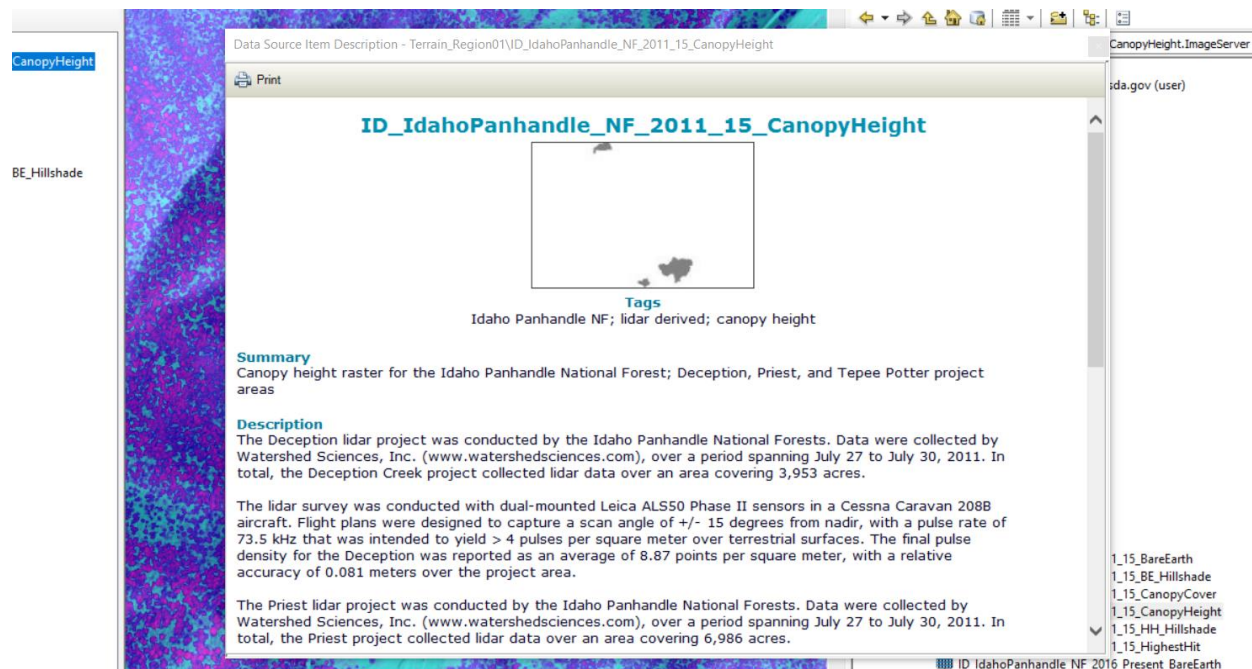 CanopyHeight
BE_Hillshade
Data Source Item Description - Terrain_Region01\ID_IdahoPanhandle_NF_2011_15_CanopyHeight
Print
ID_IdahoPanhandle_NF_2011_15_CanopyHeight
Tags
Idaho Panhandle NF; lidar derived; canopy height
Summary
Canopy height raster for the Idaho Panhandle National Forest; Deception, Priest, and Tepee Potter project
areas
Description
The Deception lidar project was conducted by the Idaho Panhandle National Forests. Data were collected by
Watershed Sciences, Inc. (www.watershedsciences.com), over a period spanning July 27 to July 30, 2011. In
total, the Deception Creek project collected lidar data over an area covering 3,953 acres.
The lidar survey was conducted with dual-mounted Leica ALS50 Phase II sensors in a Cessna Caravan 208B
aircraft. Flight plans were designed to capture a scan angle of +/- 15 degrees from nadir, with a pulse rate of
73.5 kHz that was intended to yield > 4 pulses per square meter over terrestrial surfaces. The final pulse
density for the Deception was reported as an average of 8.87 points per square meter, with a relative
accuracy of 0.081 meters over the project area.
The Priest lidar project was conducted by the Idaho Panhandle National Forests. Data were collected by
Watershed Sciences, Inc. (www.watershedsciences.com), over a period spanning July 27 to July 30, 2011. In
total, the Priest project collected lidar data over an area covering 6,986 acres.
CanopyHeight.ImageServer
sda.gov (user)
1_15_BareEarth
1_15_BE_Hillshade
1_15_CanopyCover
1_15_CanopyHeight
1_15_HH_Hillshade
1_15_HighestHit
ID_IdahoPanhandle_NF_2016_Present_BareEarth